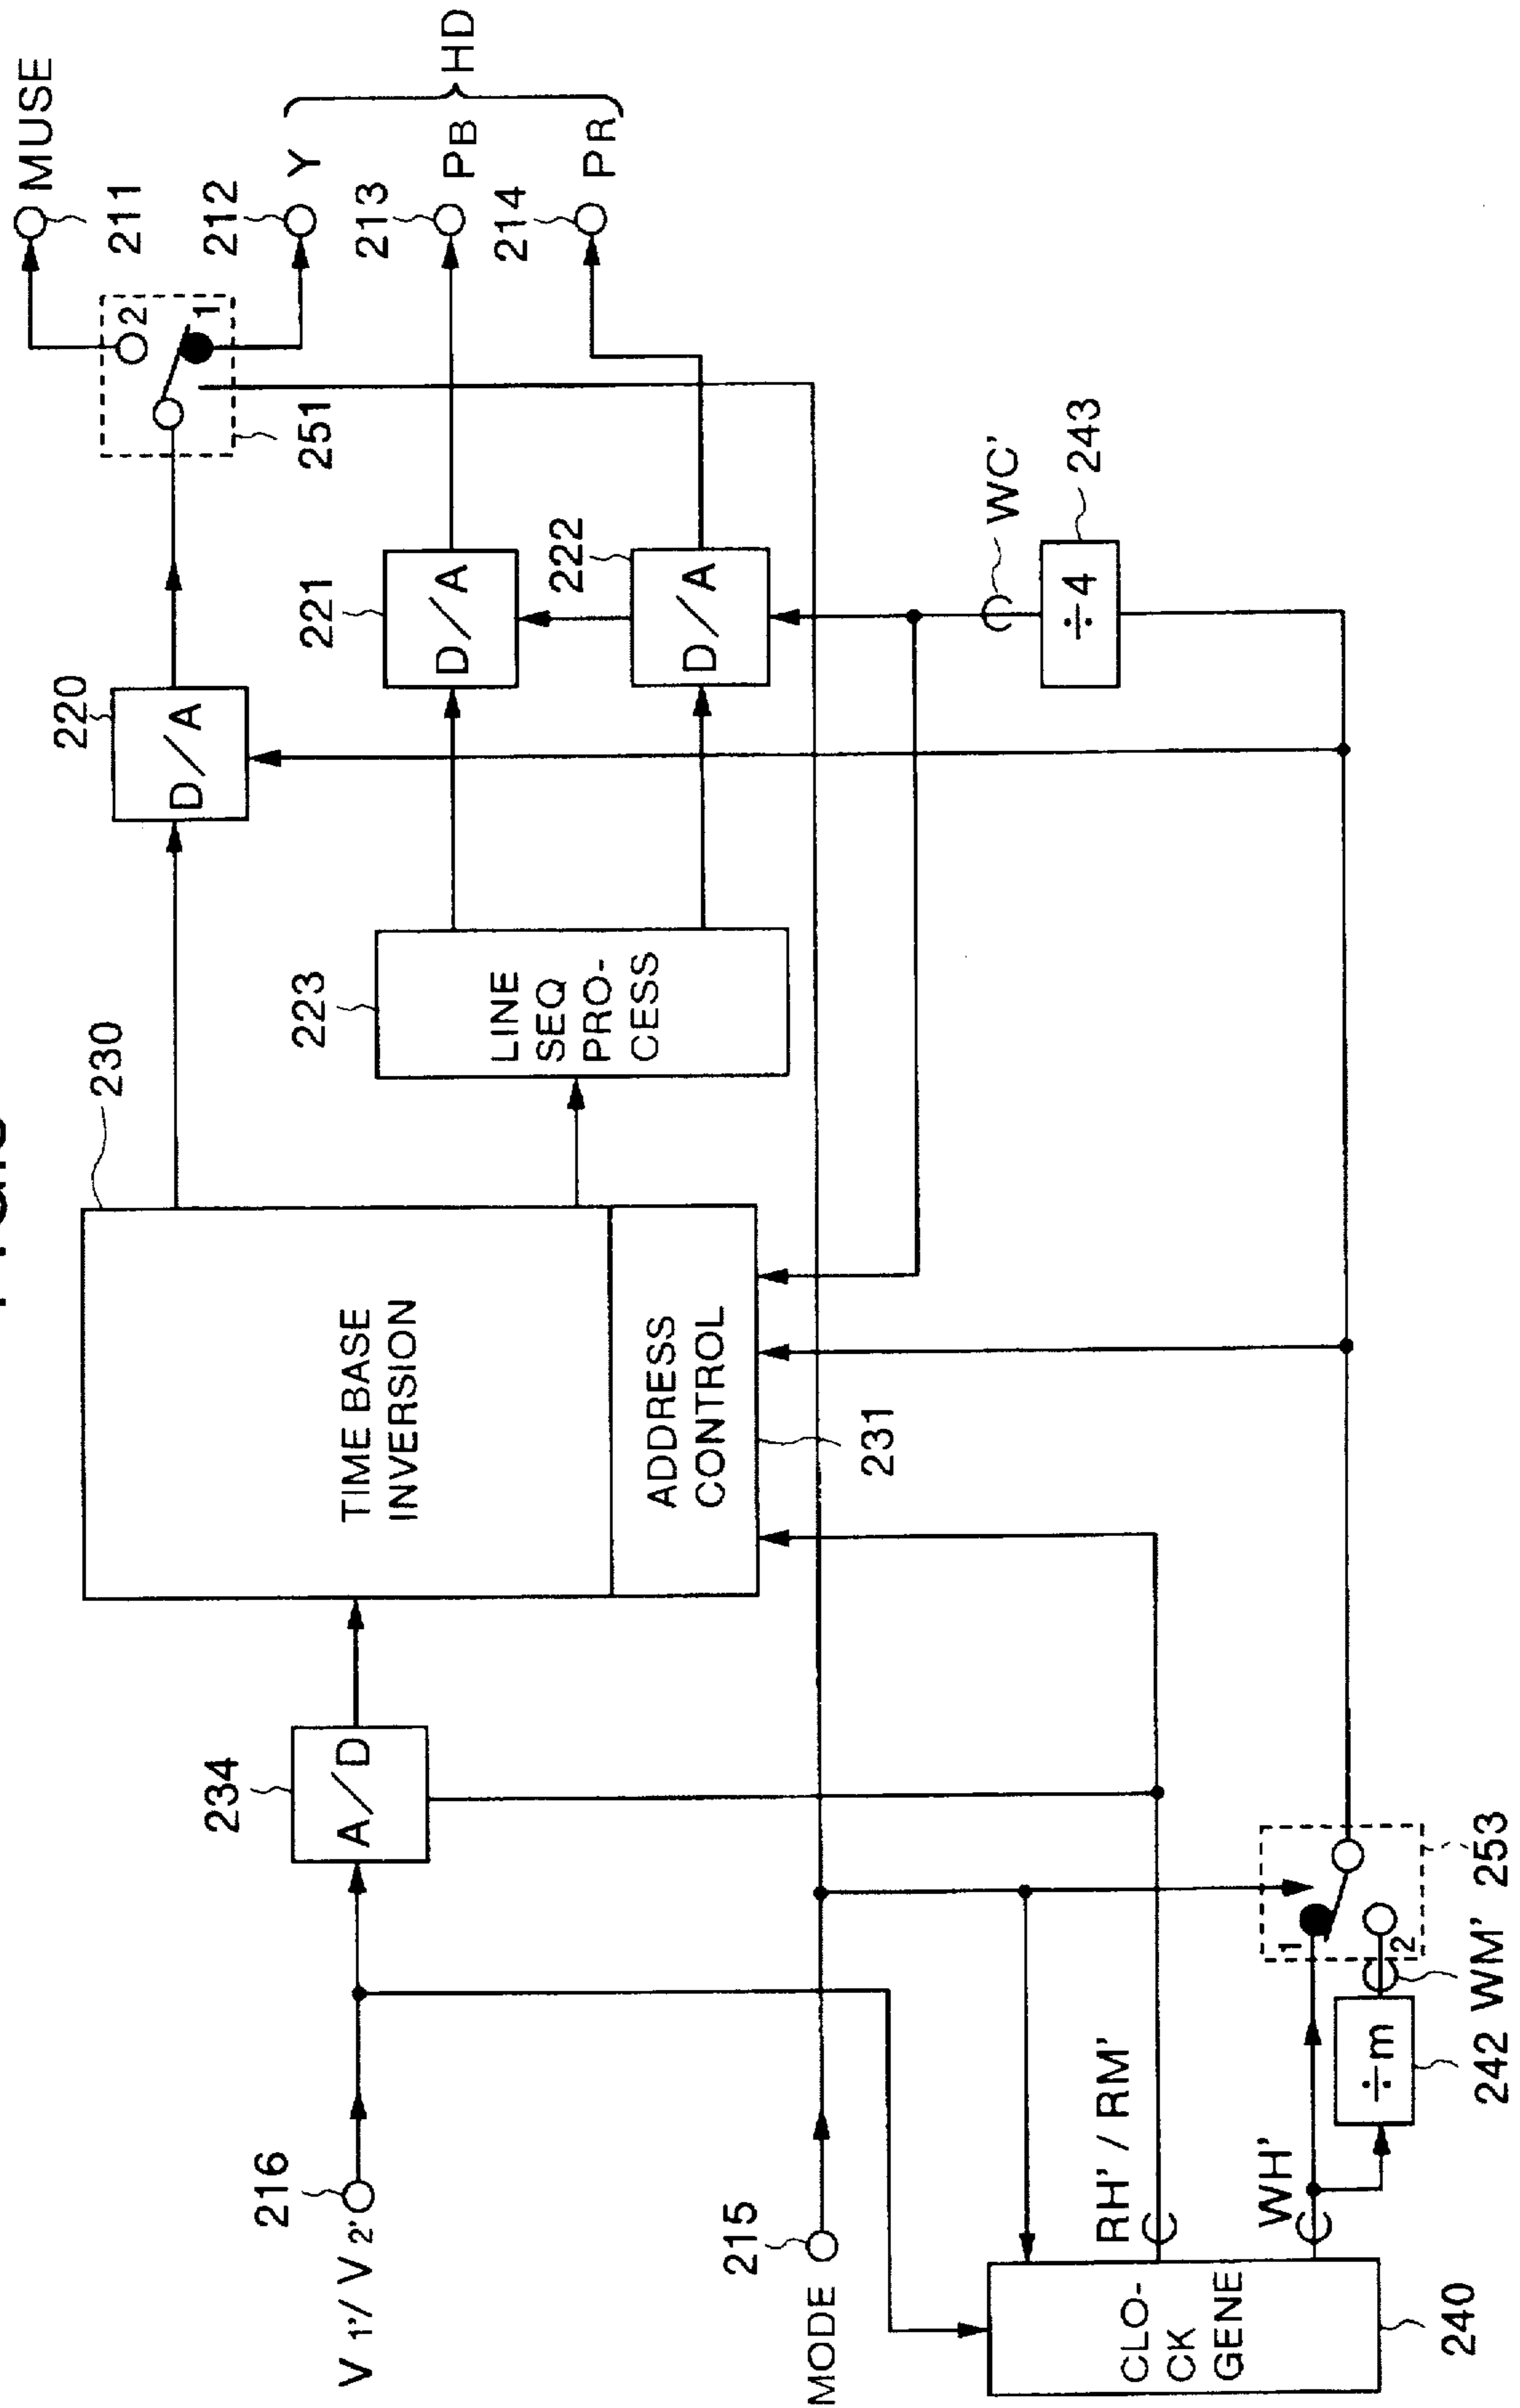 MUSE
211
212
Y
HD
213
PB
214
PR
2
1
251
220
D/A
221
D/A
222
D/A
WC'
243
÷4
223
LINE
SEQ
PRO-
CESS
230
TIME BASE
INVERSION
ADDRESS
CONTROL
231
234
A/D
216
V 1'/ V 2'
215
MODE
RH' / RM'
WH'
CLO-
CK
GENE
240
1
2
253
WM'
242
÷m